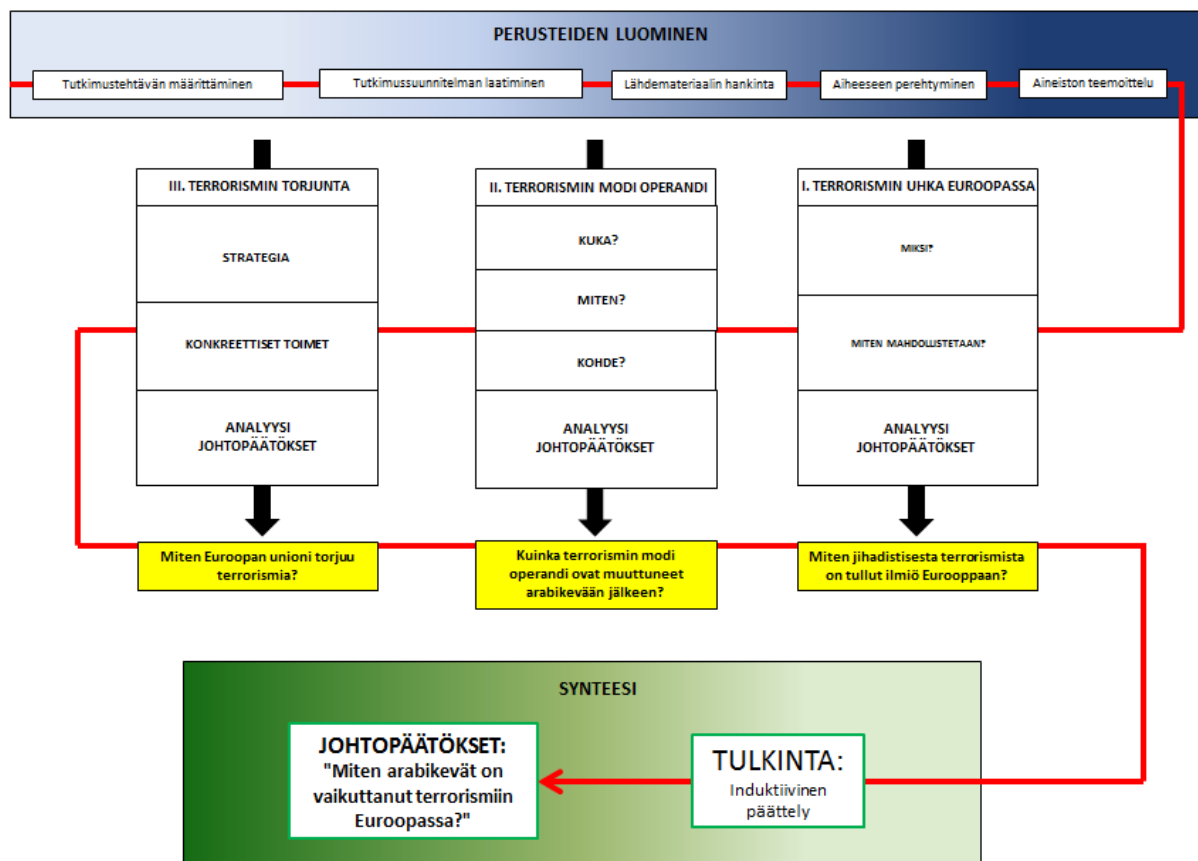 PERUSTEIDEN LUOMINEN
Tutkimustehtävän määrittäminen
Tutkimussuunnitelman laatiminen
Lähdemateriaalin hankinta
Aiheeseen perehtyminen
Aineiston teemoittelu
III. TERRORISMIN TORJUNTA
STRATEGIA
KONKREETTISET TOIMET
ANALYYSI
JOHTOPÄÄTÖKSET
II. TERRORISMIN MODI OPERANDI
KUKA?
MITEN?
KOHDE?
ANALYYSI
JOHTOPÄÄTÖKSET
I. TERRORISMIN UHKA EUROOPASSA
MIKSI?
MITEN MAHDOLLISTETAAN?
ANALYYSI
JOHTOPÄÄTÖKSET
Miten Euroopan unioni torjuu
terrorismia?
Kuinka terrorismin modi
operandi ovat muuttuneet
arabikevään jälkeen?
Miten jihadistisesta terrorismista
on tullut ilmiö Eurooppaan?
SYNTEESI
JOHTOPÄÄTÖKSET:
"Miten arabikevät on
vaikuttanut terrorismiin
Euroopassa?"
TULKINTA:
Induktiivinen
päättely